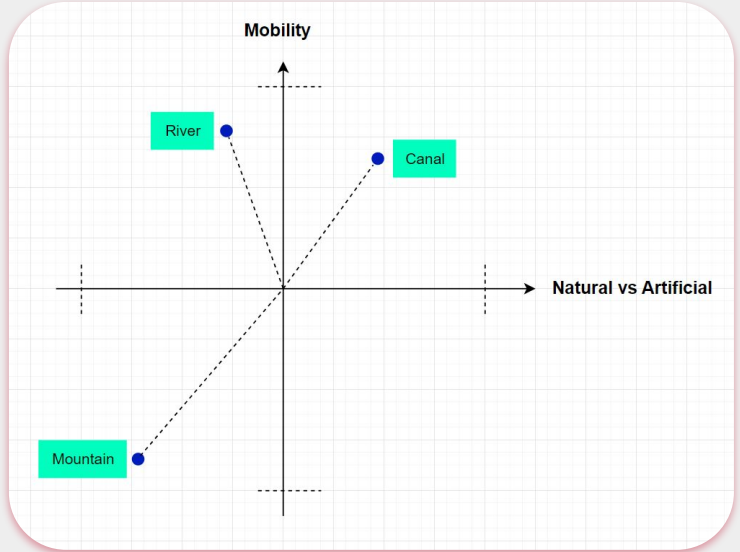 Mobility
River
Canal
Natural vs Artificial
Mountain